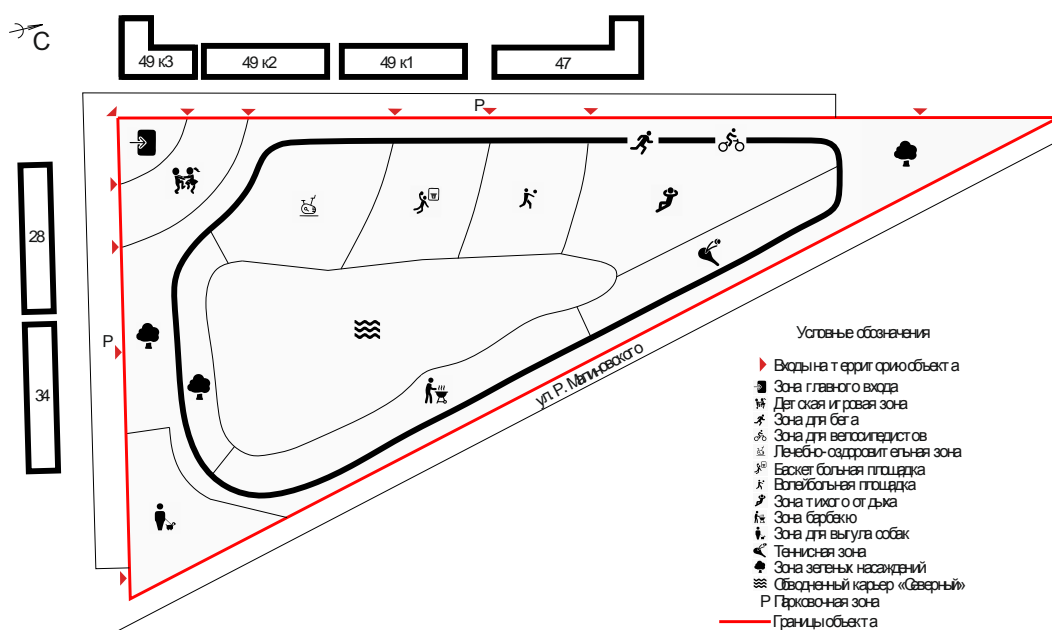 С
49 к3
49 к2
49 к1
47
Р
28
34
Р
ул. Р. Малиновского
Условные обозначения
Входы на территорию объекта
Зона главного входа
Детская игровая зона
Зона для бега
Зона для велосипедистов
Лечебно-оздоровительная зона
Баскетбольная площадка
Волейбольная площадка
Зона тихого отдыха
Зона барбекю
Зона для выгула собак
Теннисная зона
Зона зеленых насаждений
Обводненный карьер «Северный»
Р Парковочная зона
Границы объекта